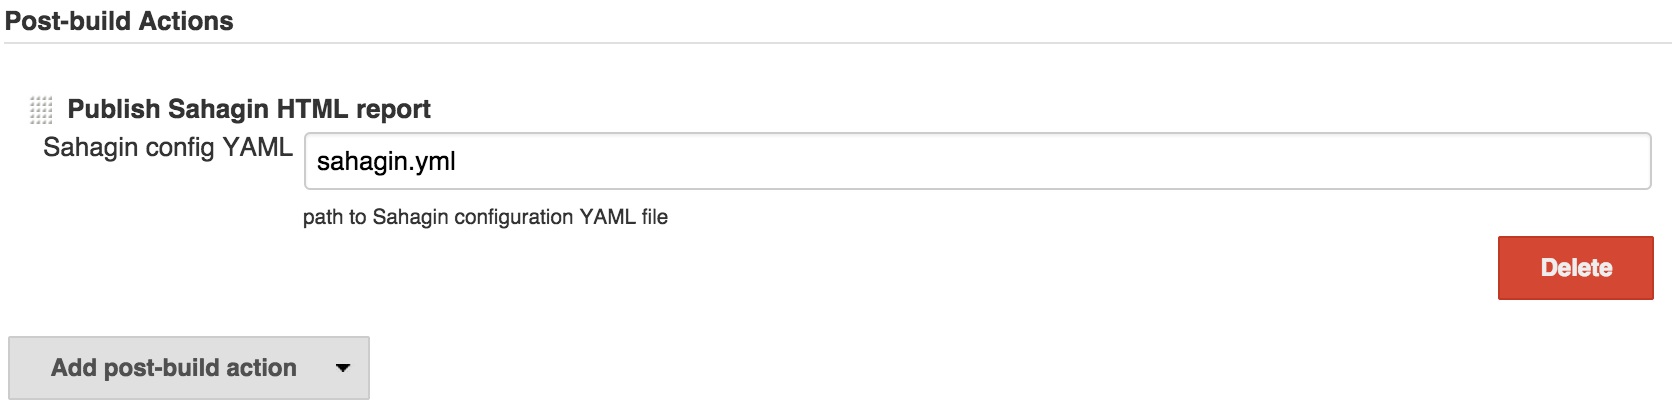 Post-build Actions
Publish Sahagin HTML report
Sahagin config YAML
sahagin.yml
path to Sahagin configuration YAML file
Delete
Add post-build action